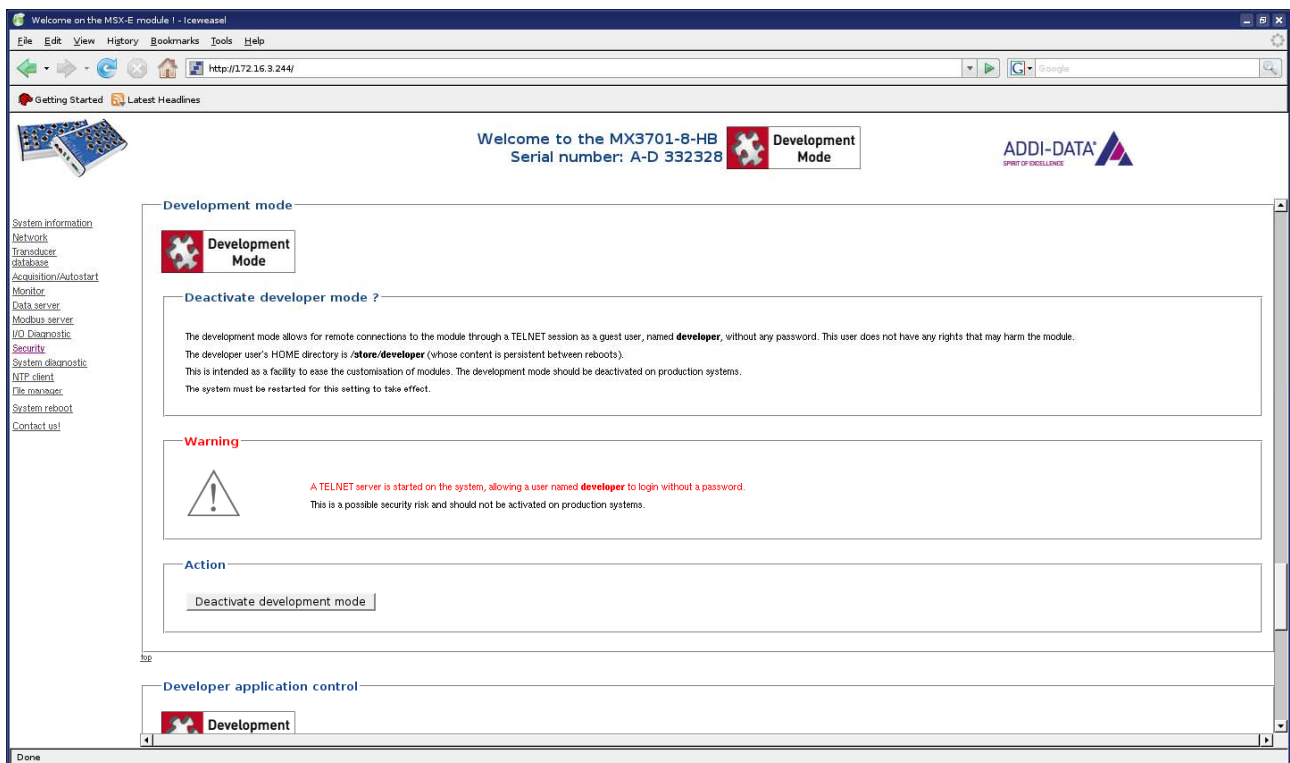 Welcome on the MSX-E module ! - Iceweasel
File Edit View History Bookmarks Tools Help
http://172.16.3.244/
G Google
Getting Started Latest Headlines
Welcome to the MX3701-8-HB
Serial number: A-D 332328
Development
Mode
ADDI-DATA®
SPIRIT OF EXCELLENCE
System information
Network
Transducer
database
Acquisition/Autostart
Monitor
Data server
Modbus server
I/O Diagnostic
Security
System diagnostic
NTP client
File manager
System reboot
Contact us!
Development mode
Development
Mode
Deactivate developer mode ?
The development mode allows for remote connections to the module through a TELNET session as a guest user, named developer, without any password. This user does not have any rights that may harm the module.
The developer user's HOME directory is /store/developer (whose content is persistent between reboots).
This is intended as a facility to ease the customisation of modules. The development mode should be deactivated on production systems.
The system must be restarted for this setting to take effect.
Warning
A TELNET server is started on the system, allowing a user named developer to login without a password.
This is a possible security risk and should not be activated on production systems.
Action
Deactivate development mode
top
Developer application control
Development
Done